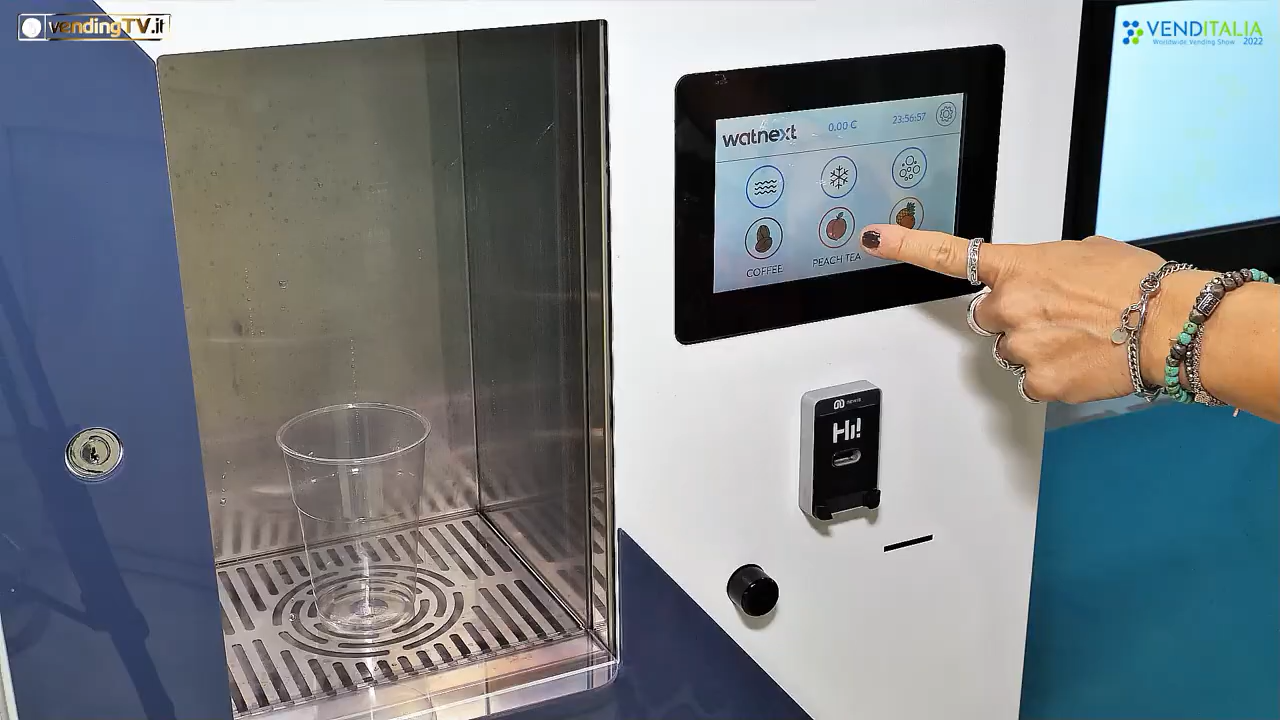 vendingTV.it
VENDITALIA
Worldwide Vending Show 2022
watnext
0.00 €
23:56:57
COFFEE
PEACH TEA
Hi!